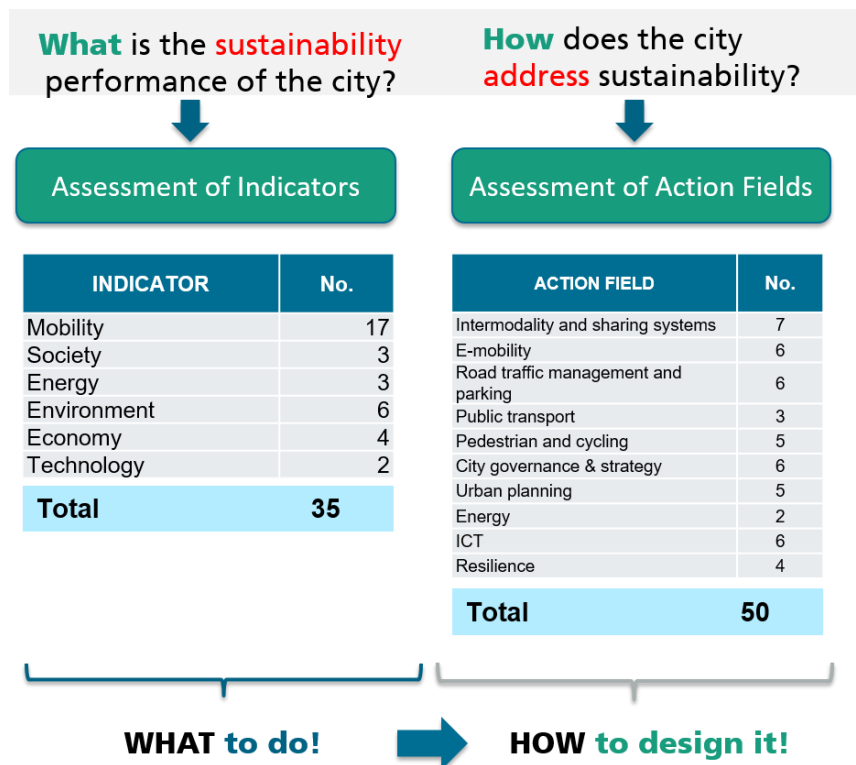 What is the sustainability
performance of the city?
How does the city
address sustainability?
Assessment of Indicators
Assessment of Action Fields
INDICATOR No.
Mobility 17
Society 3
Energy 3
Environment 6
Economy 4
Technology 2
Total 35
ACTION FIELD No.
Intermodality and sharing systems 7
E-mobility 6
Road traffic management and
parking 6
Public transport 3
Pedestrian and cycling 5
City governance & strategy 6
Urban planning 5
Energy 2
ICT 6
Resilience 4
Total 50
WHAT to do!
HOW to design it!